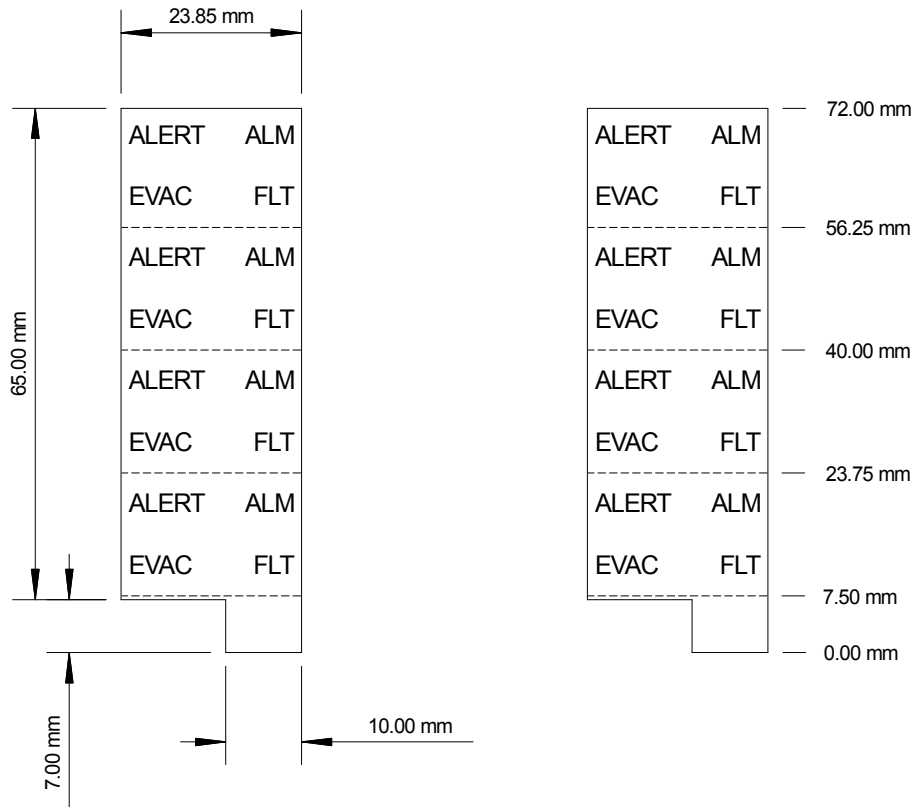 23.85 mm
72.00 mm
ALERT ALM ALERT ALM
EVAC FLT EVAC FLT
56.25 mm
ALERT ALM ALERT ALM
EVAC FLT EVAC FLT
65.00 mm
40.00 mm
ALERT ALM ALERT ALM
EVAC FLT EVAC FLT
23.75 mm
ALERT ALM ALERT ALM
EVAC FLT EVAC FLT
7.50 mm
0.00 mm
7.00 mm
10.00 mm